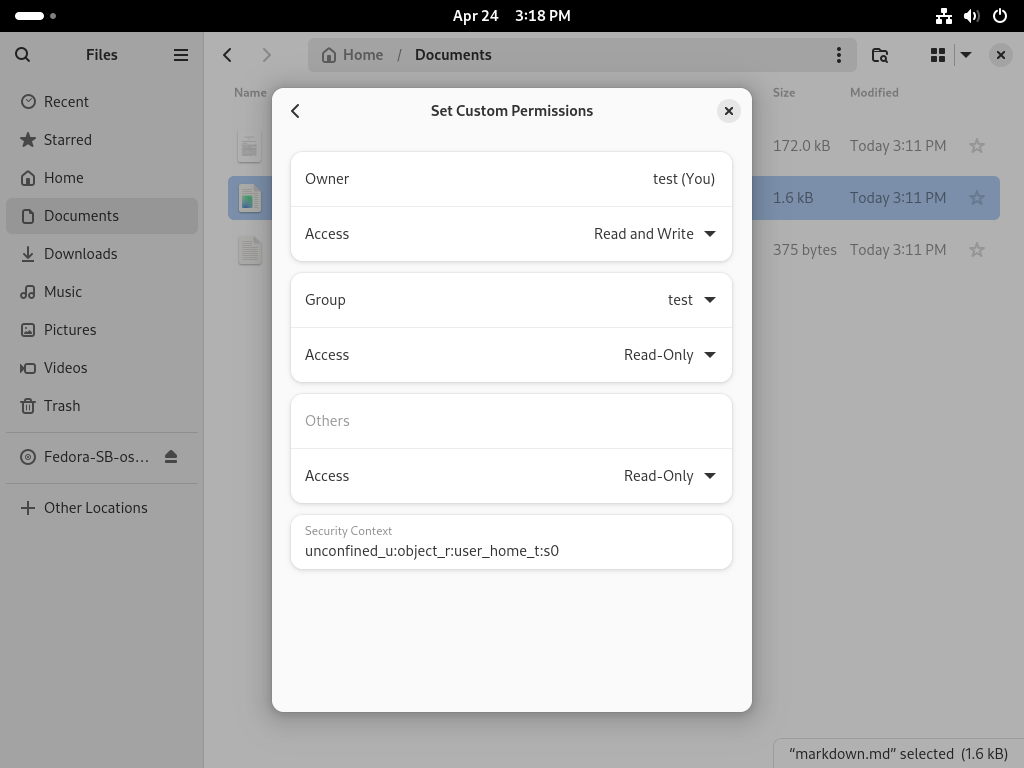 Apr 24 3:18 PM
Files
Home / Documents
Recent
Starred
Home
Documents
Downloads
Music
Pictures
Videos
Trash
Fedora-SB-os…
Other Locations
Name Size Modified
172.0 kB Today 3:11 PM
1.6 kB Today 3:11 PM
375 bytes Today 3:11 PM
Set Custom Permissions
Owner test (You)
Access Read and Write
Group test
Access Read-Only
Others
Access Read-Only
Security Context
unconfined_u:object_r:user_home_t:s0
“markdown.md” selected (1.6 kB)